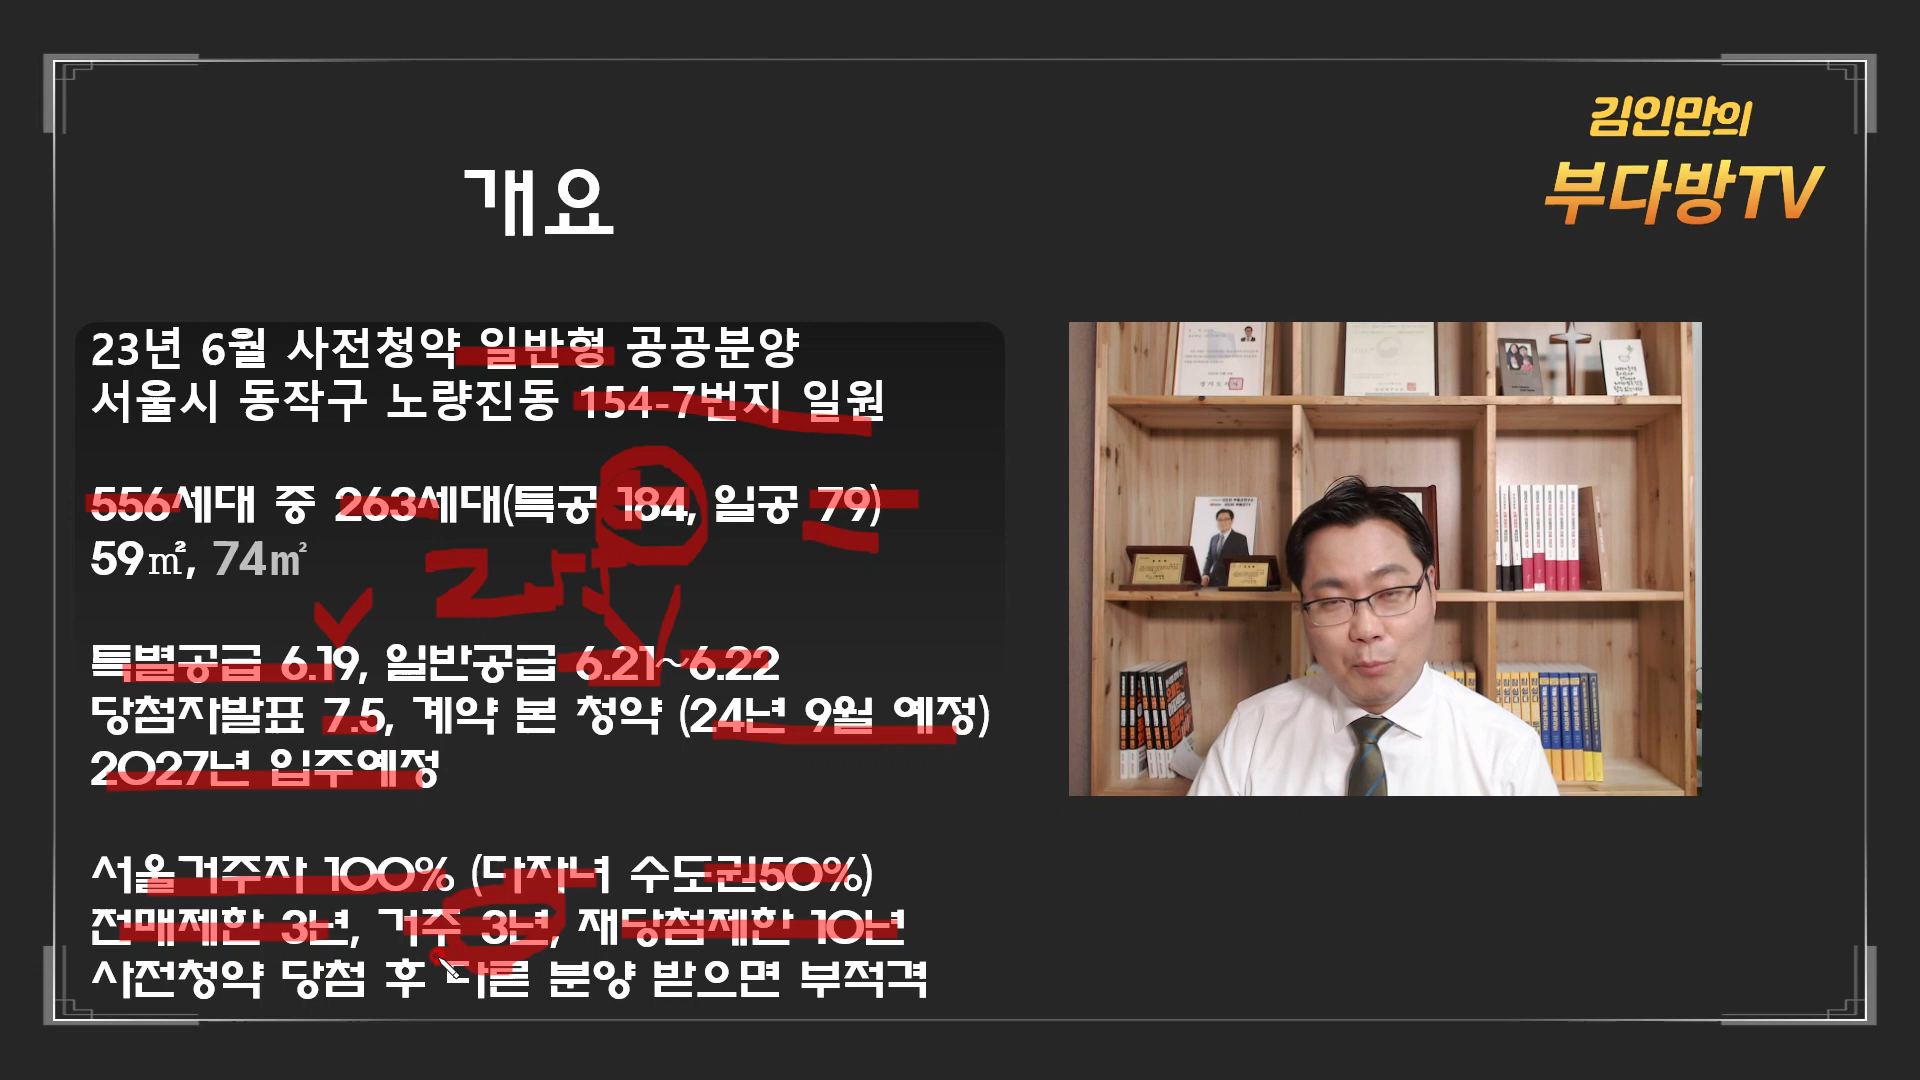 김인만의
부다방TV
개요
23년 6월 사전청약 일반형 공공분양
서울시 동작구 노량진동 154-7번지 일원
556세대 중 263세대(특공 184, 일공 79)
59㎡, 74㎡
특별공급 6.19, 일반공급 6.21~6.22
당첨자발표 7.5, 계약 본 청약 (24년 9월 예정)
2027년 입주예정
서울거주자 100% (다자녀 수도권50%)
전매제한 3년, 거주 3년, 재당첨제한 10년
사전청약 당첨 후 다른 분양 받으면 부적격